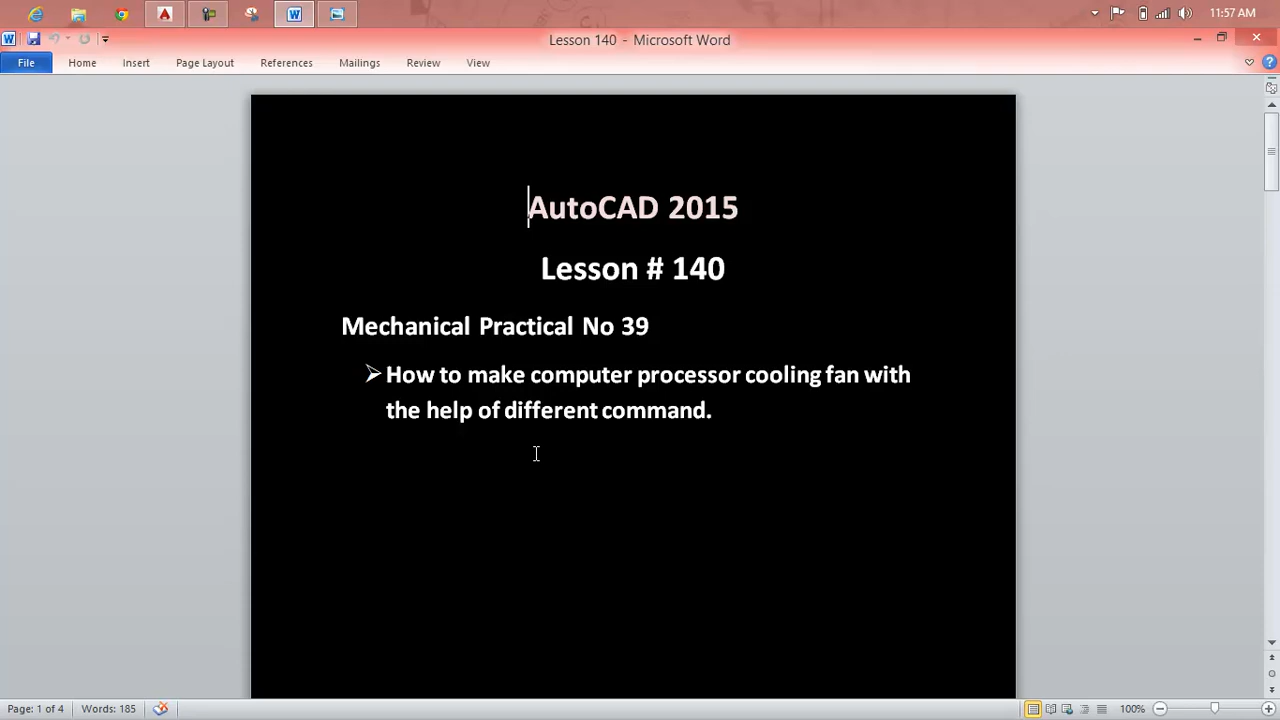 11:57 AM
Lesson 140 - Microsoft Word
File Home Insert Page Layout References Mailings Review View
AutoCAD 2015
Lesson # 140
Mechanical Practical No 39
How to make computer processor cooling fan with
the help of different command.
Page: 1 of 4 Words: 185 100%